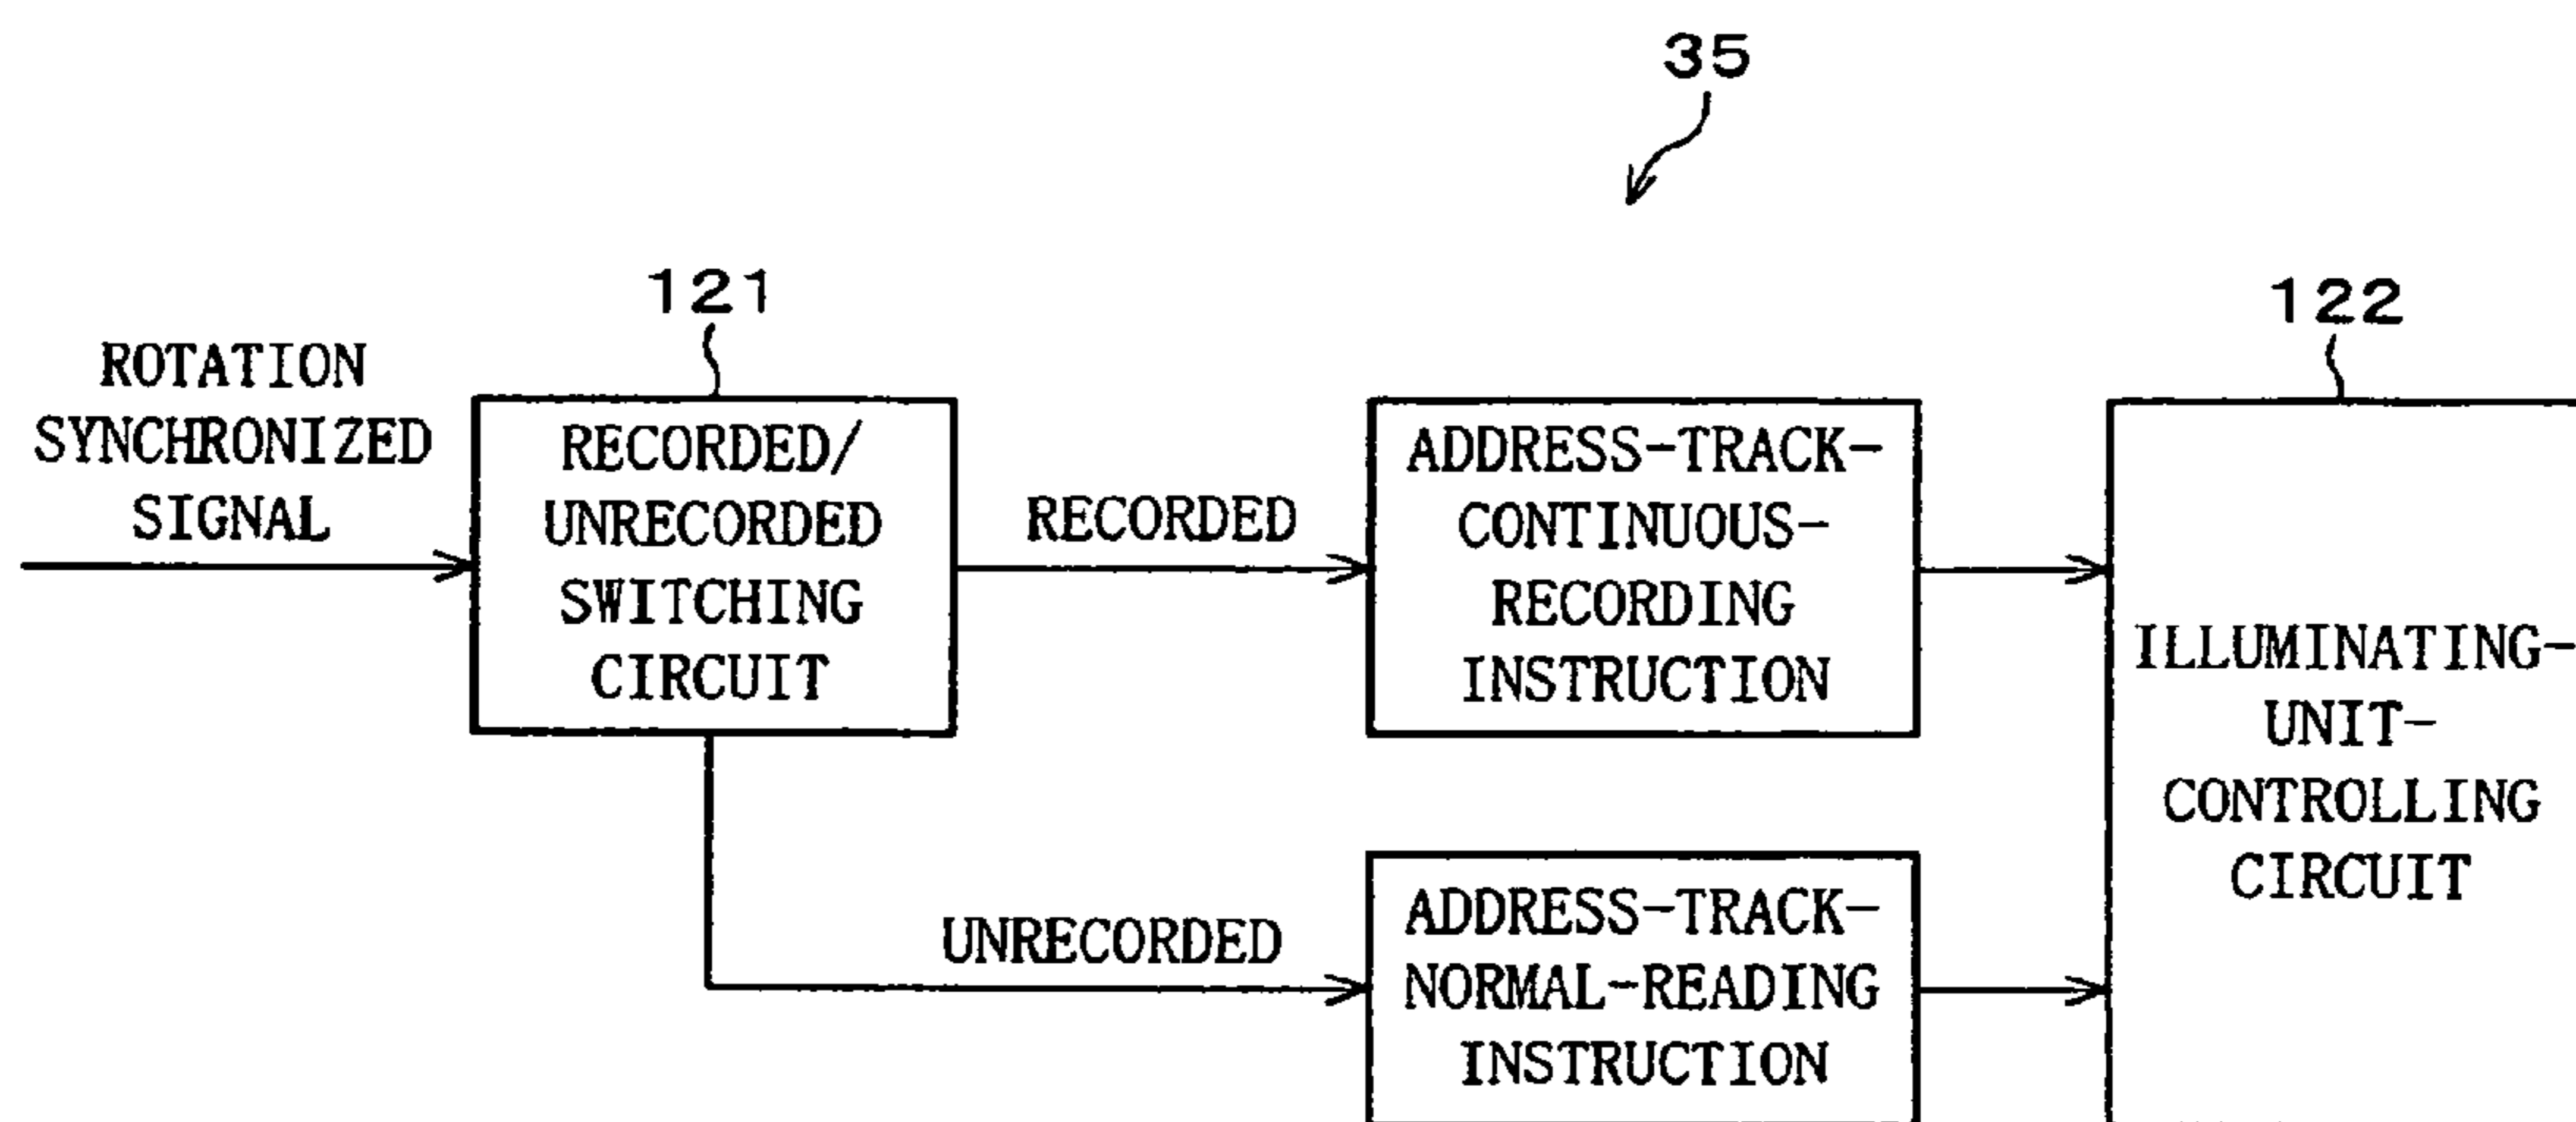 35
121
122
ROTATION
SYNCHRONIZED
SIGNAL
RECORDED/
UNRECORDED
SWITCHING
CIRCUIT
RECORDED
ADDRESS-TRACK-
CONTINUOUS-
RECORDING
INSTRUCTION
UNRECORDED
ADDRESS-TRACK-
NORMAL-READING
INSTRUCTION
ILLUMINATING-
UNIT-
CONTROLLING
CIRCUIT